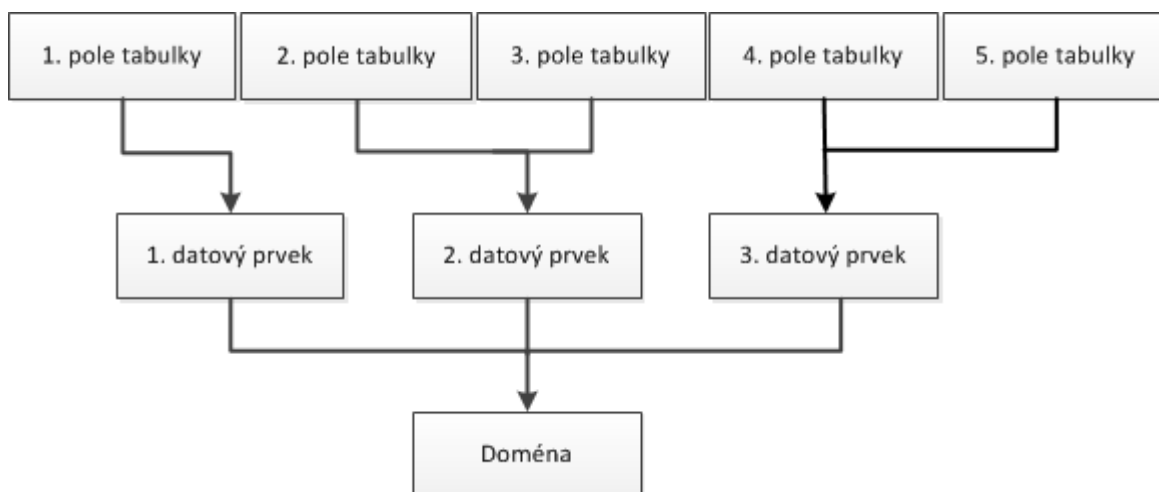 1. pole tabulky
2. pole tabulky
3. pole tabulky
4. pole tabulky
5. pole tabulky
1. datový prvek
2. datový prvek
3. datový prvek
Doména